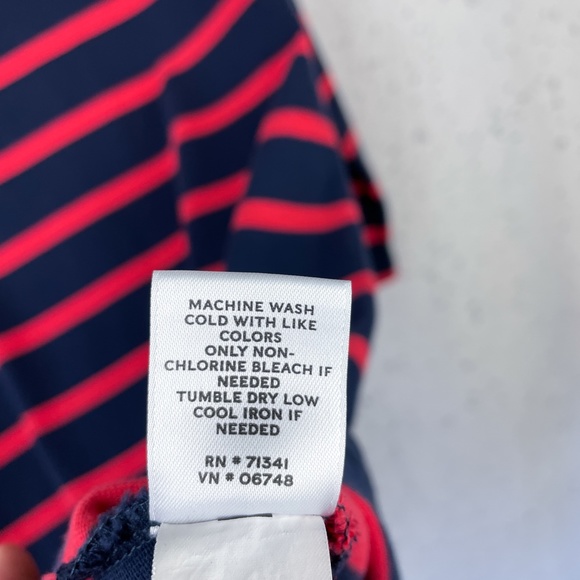 MACHINE WASH
COLD WITH LIKE
COLORS
ONLY NON-
CHLORINE BLEACH IF
NEEDED
TUMBLE DRY LOW
COOL IRON IF
NEEDED
RN # 71341
VN # 06748